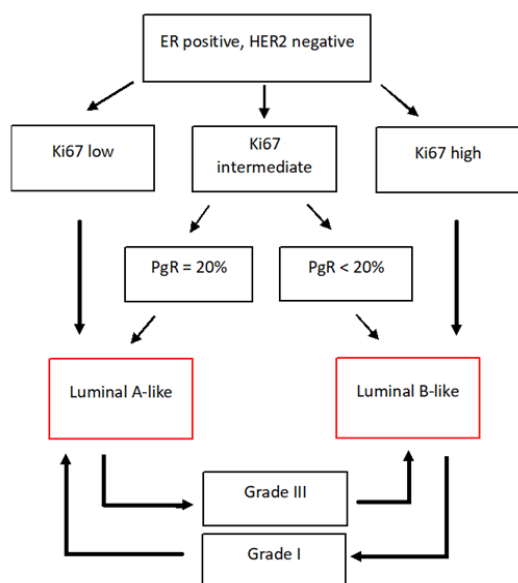 ER positive, HER2 negative
Ki67 low
Ki67
intermediate
Ki67 high
PgR = 20%
PgR < 20%
Luminal A-like
Luminal B-like
Grade III
Grade I